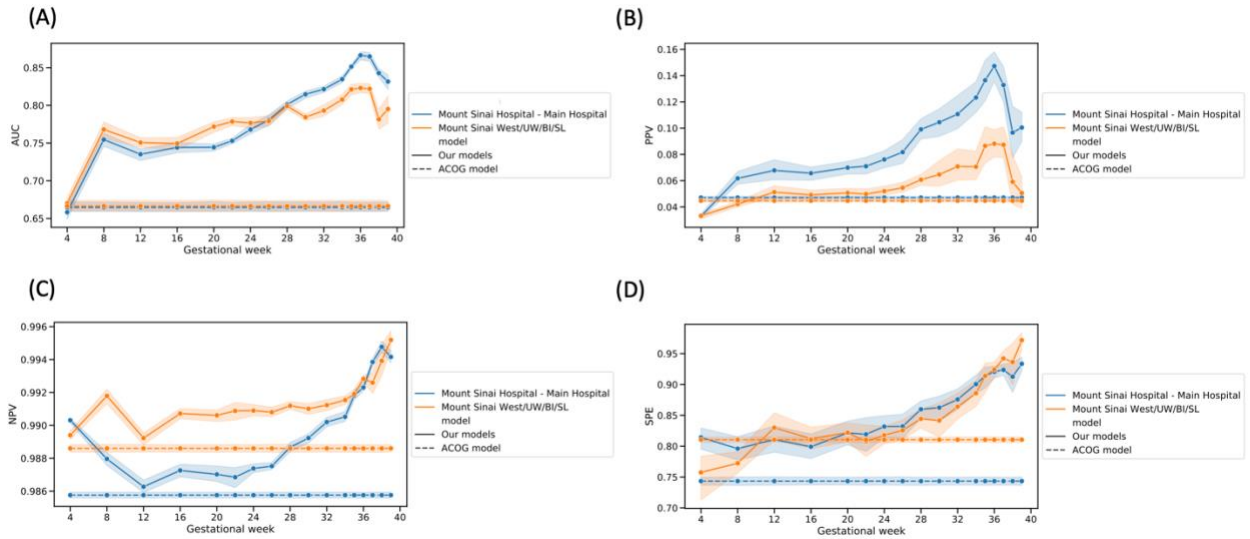 (A)
AUC
0.85
0.80
0.75
0.70
0.65
4 8 12 16 20 24 28 32 36 40
Gestational week
Mount Sinai Hospital - Main Hospital
Mount Sinai West/UW/BI/SL
model
Our models
ACOG model
(B)
PPV
0.16
0.14
0.12
0.10
0.08
0.06
0.04
4 8 12 16 20 24 28 32 36 40
Gestational week
Mount Sinai Hospital - Main Hospital
Mount Sinai West/UW/BI/SL
model
Our models
ACOG model
(C)
NPV
0.996
0.994
0.992
0.990
0.988
0.986
4 8 12 16 20 24 28 32 36 40
Gestational week
Mount Sinai Hospital - Main Hospital
Mount Sinai West/UW/BI/SL
model
Our models
ACOG model
(D)
SPE
0.95
0.90
0.85
0.80
0.75
0.70
4 8 12 16 20 24 28 32 36 40
Gestational week
Mount Sinai Hospital - Main Hospital
Mount Sinai West/UW/BI/SL
model
Our models
ACOG model